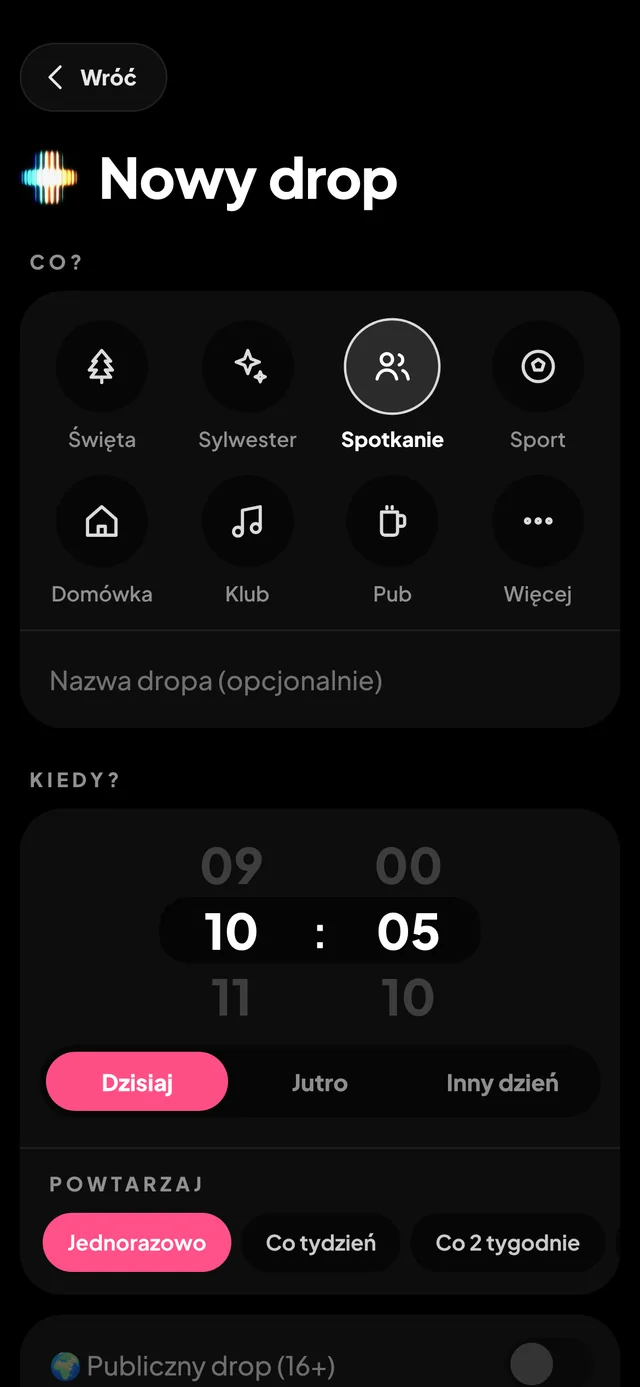 Wróć
Nowy drop
CO?
Święta Sylwester Spotkanie Sport
Domówka Klub Pub Więcej
Nazwa dropa (opcjonalnie)
KIEDY?
09 00
10 : 05
11 10
Dzisiaj Jutro Inny dzień
POWTARZAJ
Jednorazowo Co tydzień Co 2 tygodnie
🌍 Publiczny drop (16+)